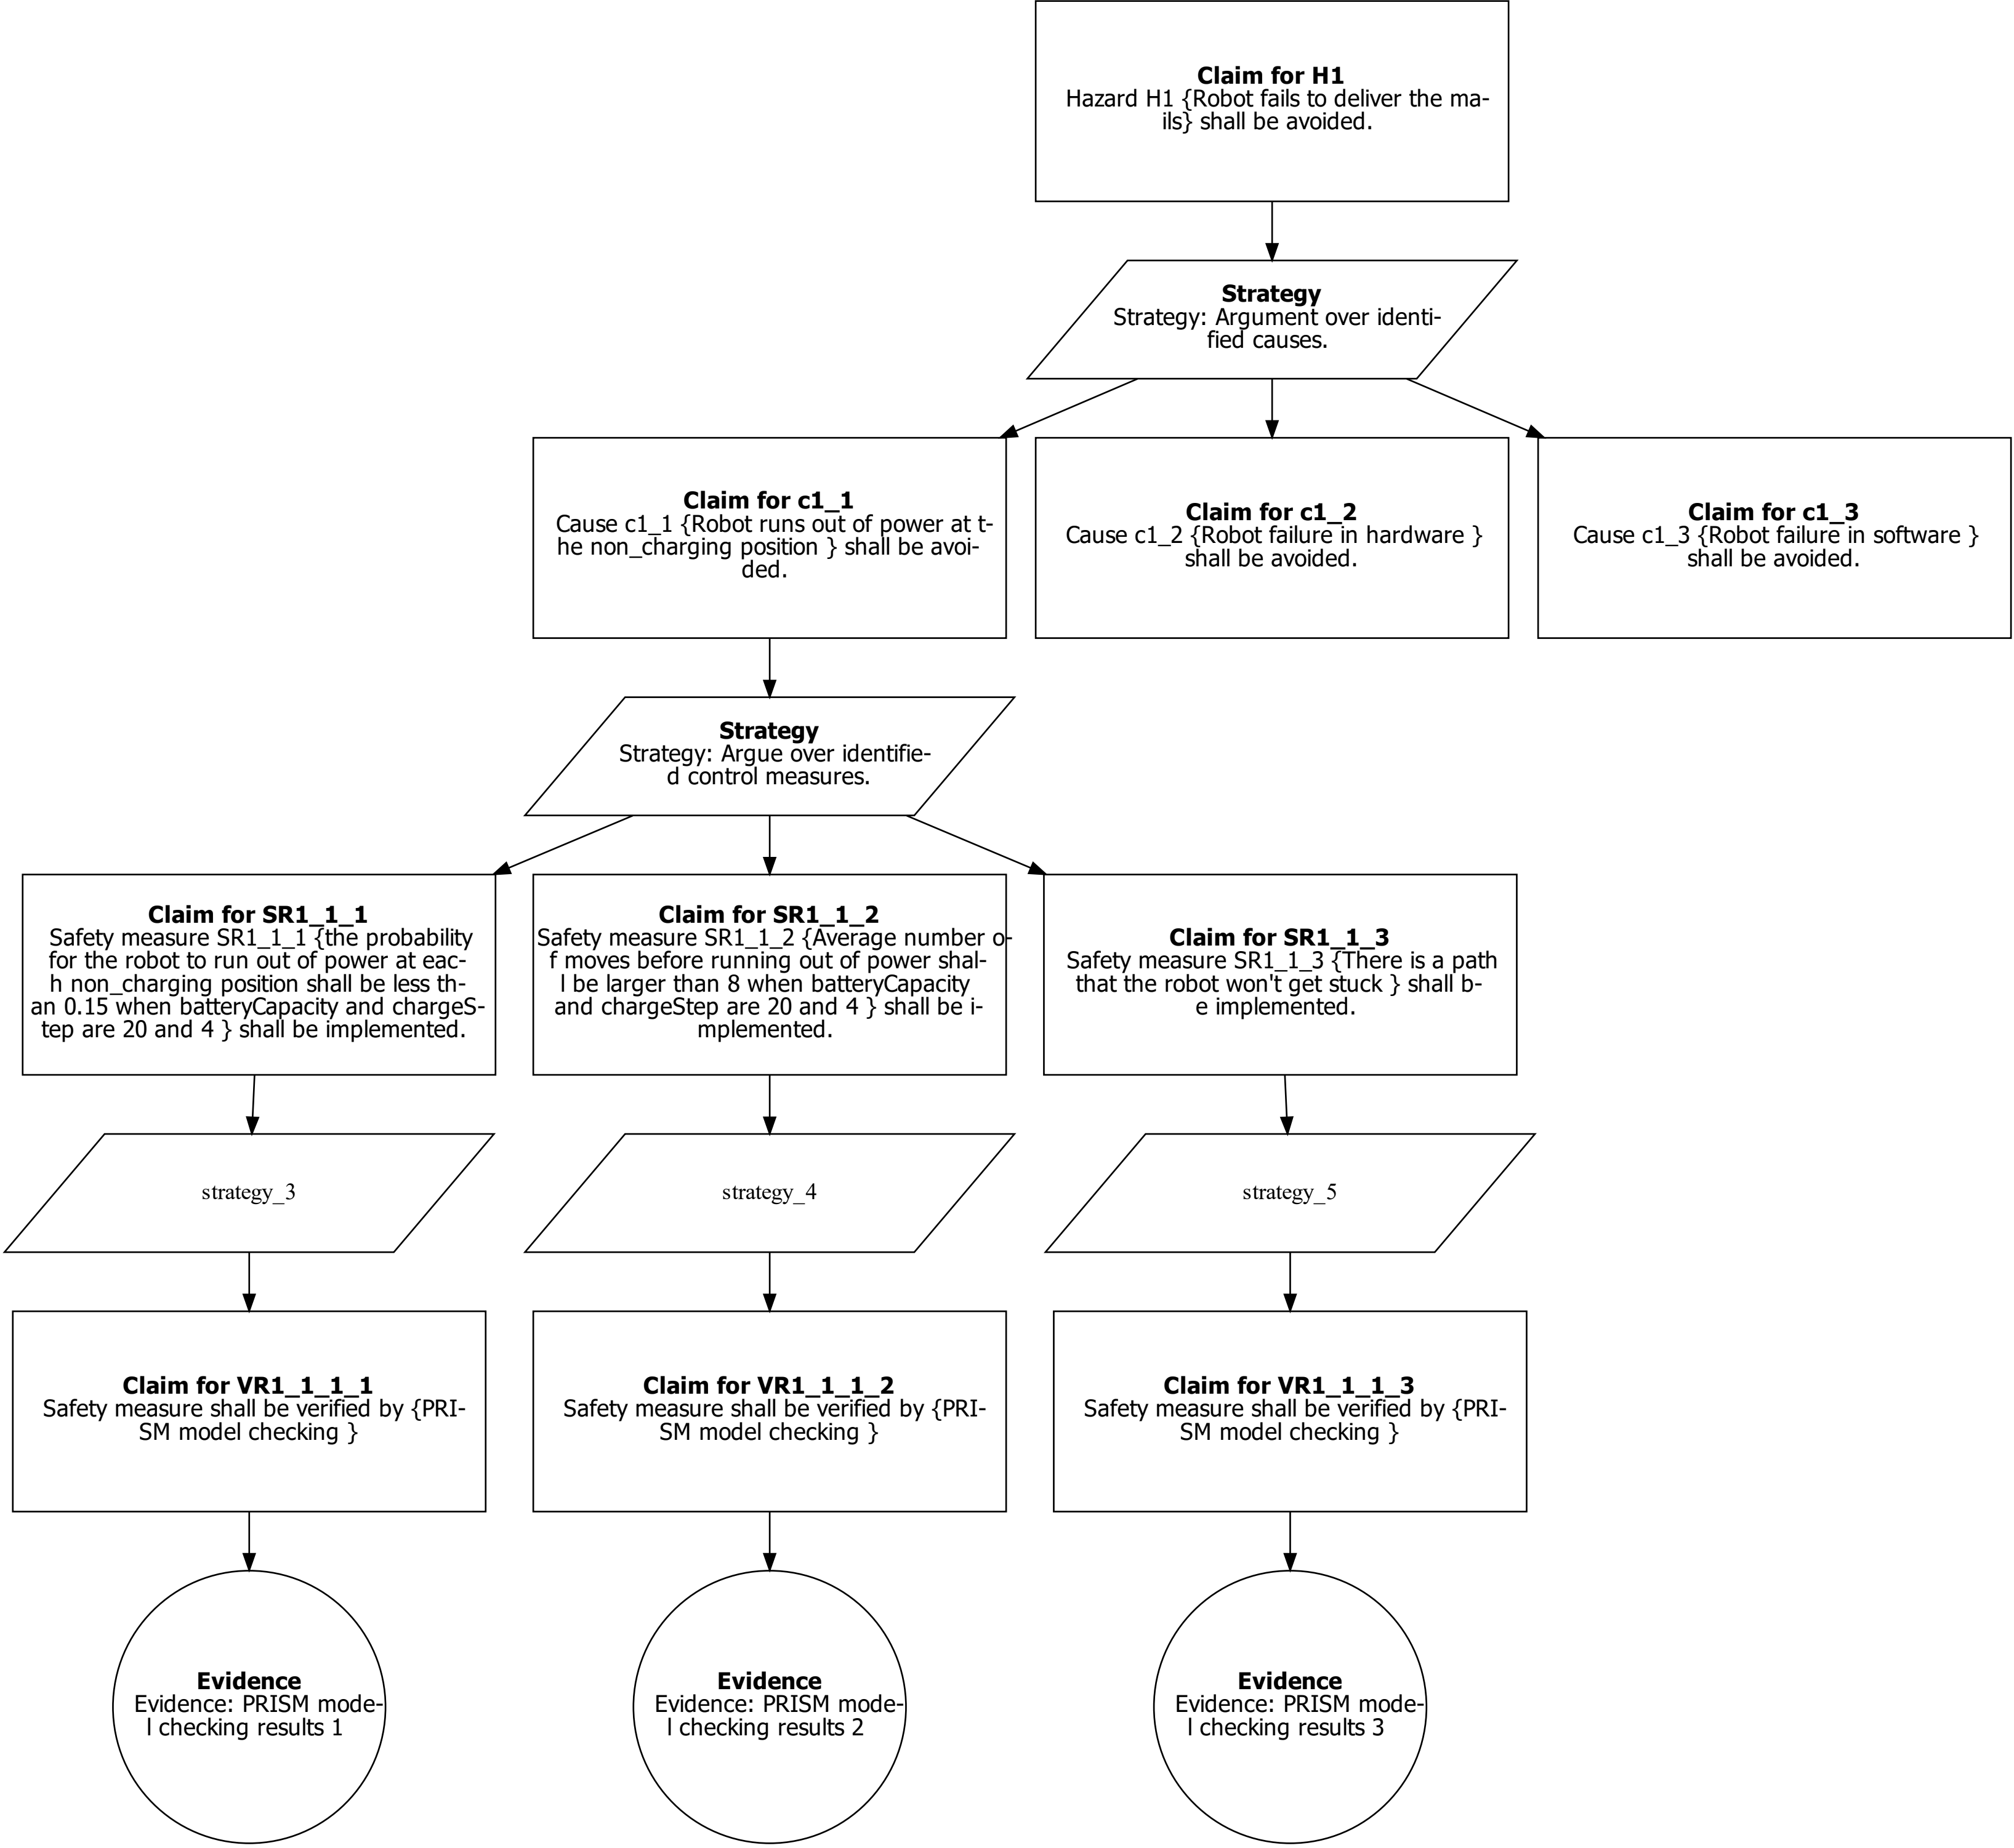 Claim for H1
Hazard H1 {Robot fails to deliver the ma-
ils} shall be avoided.
Strategy
Strategy: Argument over identi-
fied causes.
Claim for c1_1
Cause c1_1 {Robot runs out of power at t-
he non_charging position } shall be avoi-
ded.
Claim for c1_2
Cause c1_2 {Robot failure in hardware }
shall be avoided.
Claim for c1_3
Cause c1_3 {Robot failure in software }
shall be avoided.
Strategy
Strategy: Argue over identifie-
d control measures.
Claim for SR1_1_1
Safety measure SR1_1_1 {the probability
for the robot to run out of power at eac-
h non_charging position shall be less th-
an 0.15 when batteryCapacity and chargeS-
tep are 20 and 4 } shall be implemented.
Claim for SR1_1_2
Safety measure SR1_1_2 {Average number o-
f moves before running out of power shal-
l be larger than 8 when batteryCapacity
and chargeStep are 20 and 4 } shall be i-
mplemented.
Claim for SR1_1_3
Safety measure SR1_1_3 {There is a path
that the robot won't get stuck } shall b-
e implemented.
strategy_3
strategy_4
strategy_5
Claim for VR1_1_1_1
Safety measure shall be verified by {PRI-
SM model checking }
Claim for VR1_1_1_2
Safety measure shall be verified by {PRI-
SM model checking }
Claim for VR1_1_1_3
Safety measure shall be verified by {PRI-
SM model checking }
Evidence
Evidence: PRISM mode-
l checking results 1
Evidence
Evidence: PRISM mode-
l checking results 2
Evidence
Evidence: PRISM mode-
l checking results 3